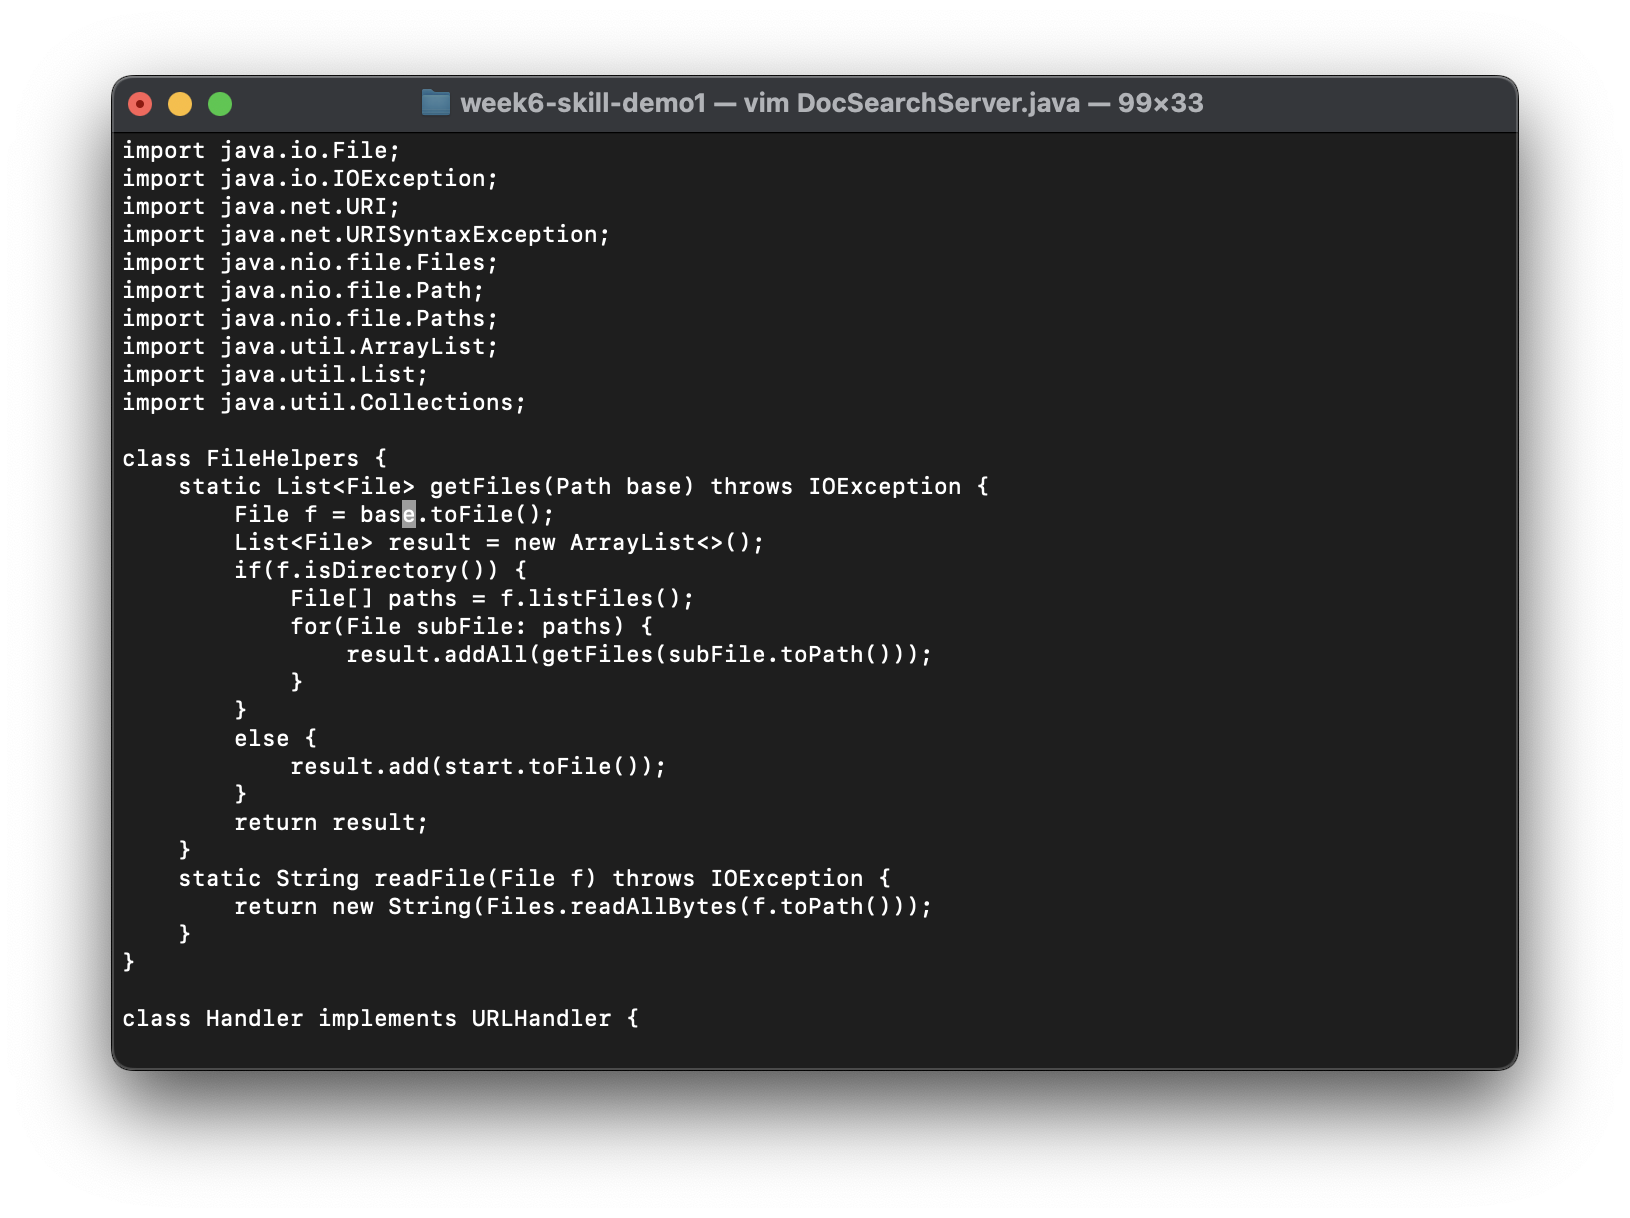 week6-skill-demo1 — vim DocSearchServer.java — 99×33
import java.io.File;
import java.io.IOException;
import java.net.URI;
import java.net.URISyntaxException;
import java.nio.file.Files;
import java.nio.file.Path;
import java.nio.file.Paths;
import java.util.ArrayList;
import java.util.List;
import java.util.Collections;

class FileHelpers {
    static List<File> getFiles(Path base) throws IOException {
        File f = base.toFile();
        List<File> result = new ArrayList<>();
        if(f.isDirectory()) {
            File[] paths = f.listFiles();
            for(File subFile: paths) {
                result.addAll(getFiles(subFile.toPath()));
            }
        }
        else {
            result.add(start.toFile());
        }
        return result;
    }
    static String readFile(File f) throws IOException {
        return new String(Files.readAllBytes(f.toPath()));
    }
}

class Handler implements URLHandler {